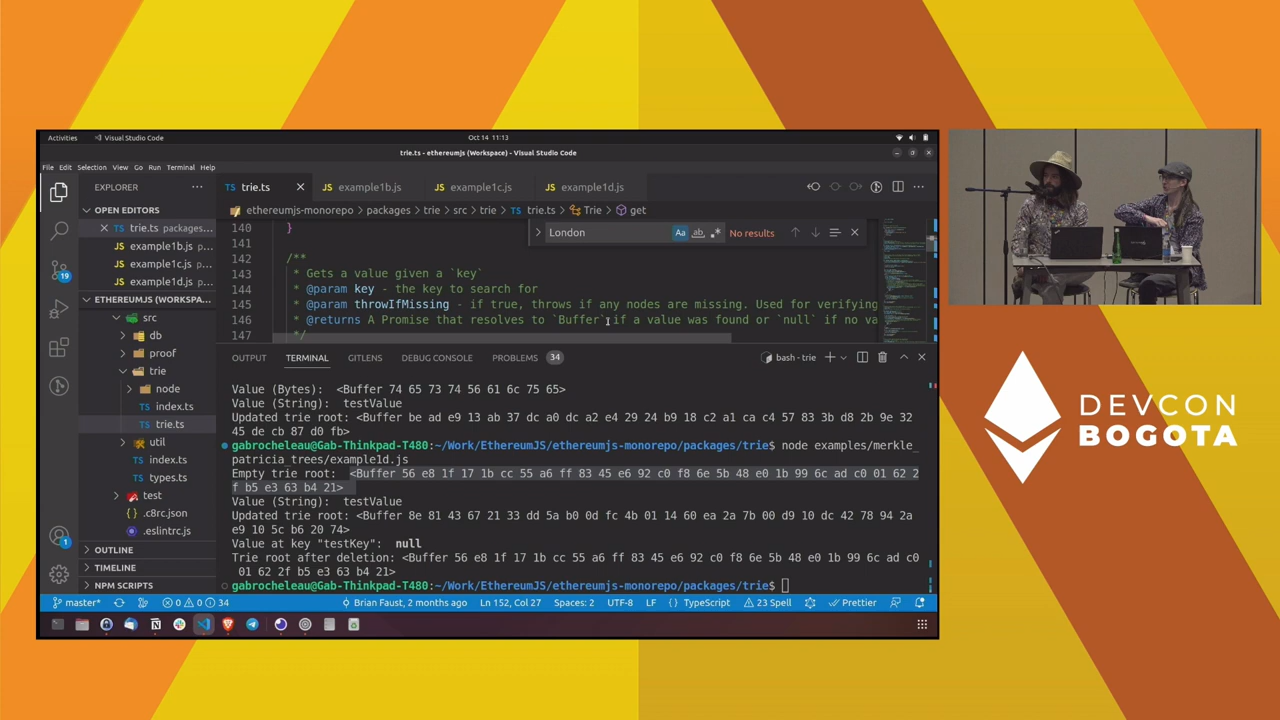 Activities
Visual Studio Code
Oct 14 11:13
trie.ts - ethereumjs (Workspace) - Visual Studio Code
File Edit Selection View Go Run Terminal Help
EXPLORER
OPEN EDITORS
trie.ts packages...
example1b.js p...
example1c.js p...
example1d.js p...
ETHEREUMJS (WORKSPA...
src
db
proof
trie
node
index.ts
trie.ts
util
index.ts
types.ts
test
.c8rc.json
.eslintrc.js
OUTLINE
TIMELINE
NPM SCRIPTS
19
1
trie.ts
example1b.js
example1c.js
example1d.js
ethereumjs-monorepo > packages > trie > src > trie > trie.ts > Trie > get
London
Aa
ab
No results
140 }
141
142 /**
143 * Gets a value given a `key`
144 * @param key - the key to search for
145 * @param throwIfMissing - if true, throws if any nodes are missing. Used for verifying
146 * @returns A Promise that resolves to `Buffer` if a value was found or `null` if no va
147 */
OUTPUT TERMINAL GITLENS DEBUG CONSOLE PROBLEMS 34
bash - trie
Value (Bytes): <Buffer 74 65 73 74 56 61 6c 75 65>
Value (String): testValue
Updated trie root: <Buffer be ad e9 13 ab 37 dc a0 dc a2 e4 29 24 b9 18 c2 a1 ca c4 57 83 3b d8 2b 9e 32
45 de cb 87 d0 fb>
gabrocheleau@Gab-Thinkpad-T480:~/Work/EthereumJS/ethereumjs-monorepo/packages/trie$ node examples/merkle_
patricia_trees/example1d.js
Empty trie root: <Buffer 56 e8 1f 17 1b cc 55 a6 ff 83 45 e6 92 c0 f8 6e 5b 48 e0 1b 99 6c ad c0 01 62 2
f b5 e3 63 b4 21>
Value (String): testValue
Updated trie root: <Buffer 8e 81 43 67 21 33 dd 5a b0 0d fc 4b 01 14 60 ea 2a 7b 00 d9 10 dc 42 78 94 2a
e9 10 5c b6 20 74>
Value at key "testKey": null
Trie root after deletion: <Buffer 56 e8 1f 17 1b cc 55 a6 ff 83 45 e6 92 c0 f8 6e 5b 48 e0 1b 99 6c ad c0
01 62 2f b5 e3 63 b4 21>
gabrocheleau@Gab-Thinkpad-T480:~/Work/EthereumJS/ethereumjs-monorepo/packages/trie$
master* 0 0 34
Brian Faust, 2 months ago
Ln 152, Col 27
Spaces: 2
UTF-8
LF
{} TypeScript
23 Spell
Prettier
DEVCON
BOGOTA